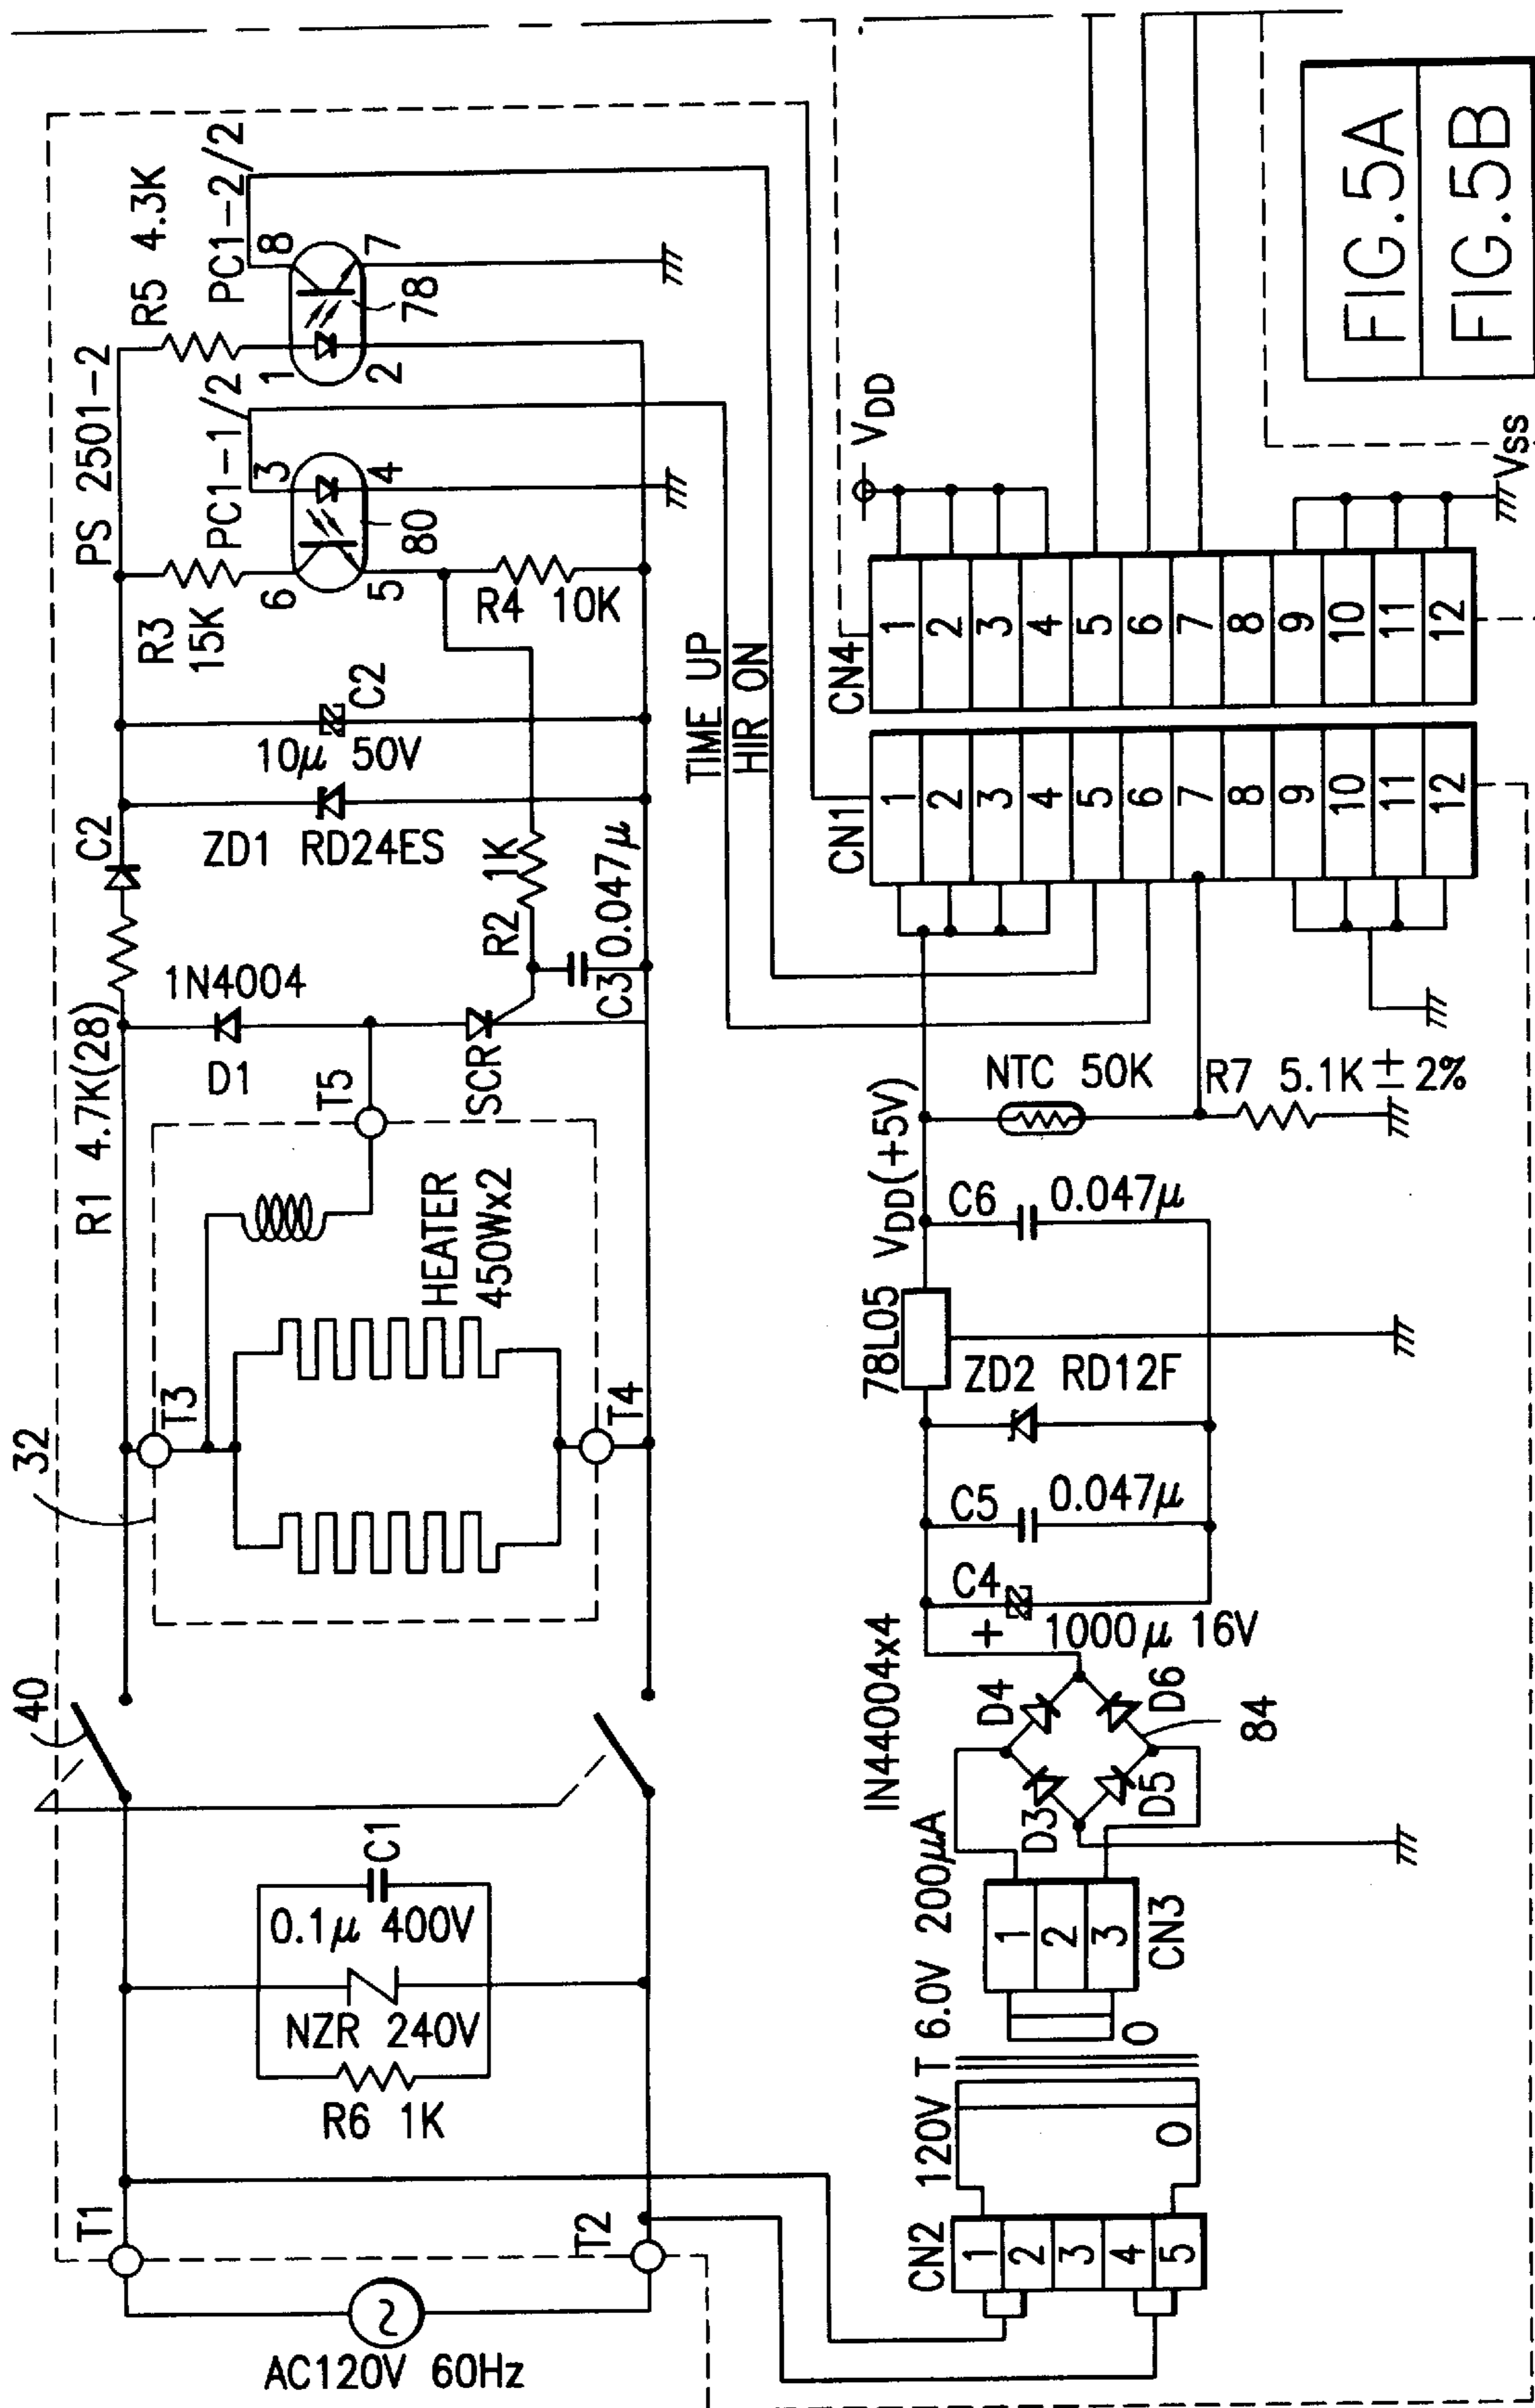 FIG.5A
FIG.5B
PS 2501-2
R5 4.3K
PC1-2/2
PC1-1/2
1
8
2
7
78
3
4
6
5
80
R3
15K
R4 10K
C2
10μ 50V
C2
ZD1 RD24ES
R2 1K
C3 0.047μ
R1 4.7K(28)
1N4004
D1
T5
SCR
HEATER
450Wx2
32
T3
T4
40
C1
0.1μ 400V
NZR 240V
R6 1K
T1
T2
AC120V 60Hz
TIME UP
HIR ON
VDD
CN4
1
2
3
4
5
6
7
8
9
10
11
12
VSS
CN1
1
2
3
4
5
6
7
8
9
10
11
12
NTC 50K
R7 5.1K±2%
VDD(+5V)
C6 0.047μ
78L05
ZD2 RD12F
C5 0.047μ
C4
+ 1000μ 16V
IN4004x4
D4
D6
D3
D5
84
120V T 6.0V 200μA
CN3
1
2
3
0
0
CN2
1
2
3
4
5